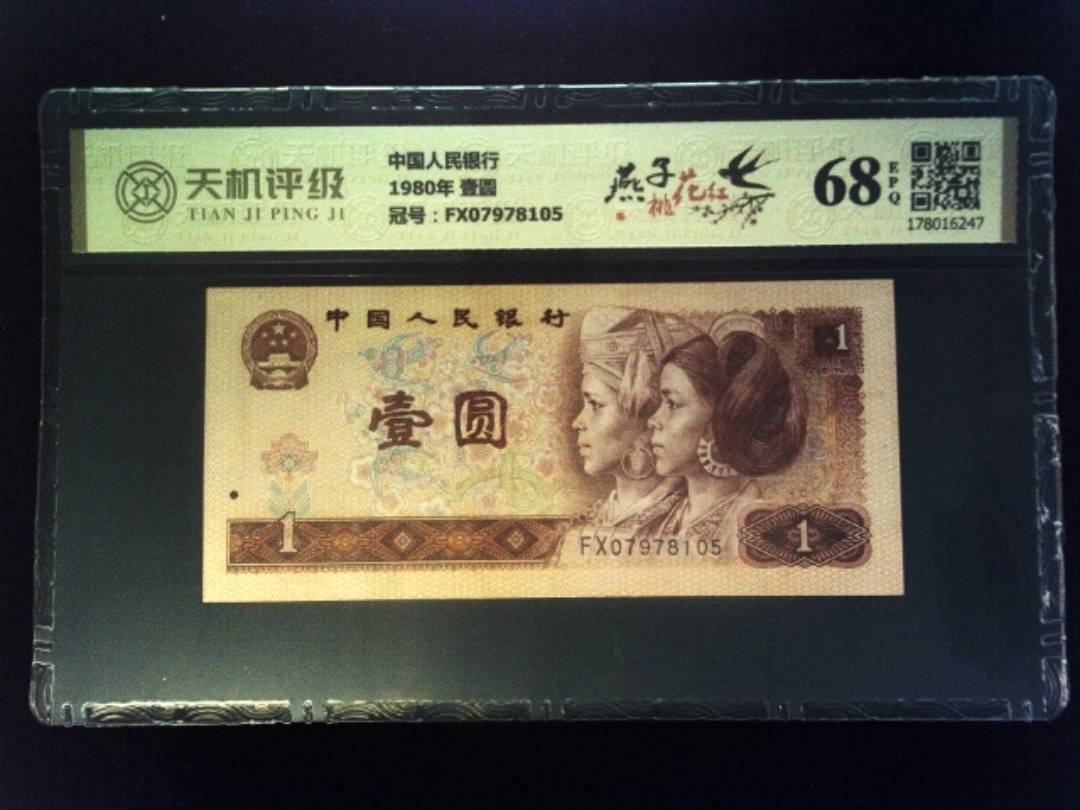 天机评级
TIAN JI PING JI
中国人民银行
1980年 壹圆
冠号：FX07978105
燕子
桃花红
68
EPQ
178016247
中国人民银行
1
壹圆
1
FX07978105
1